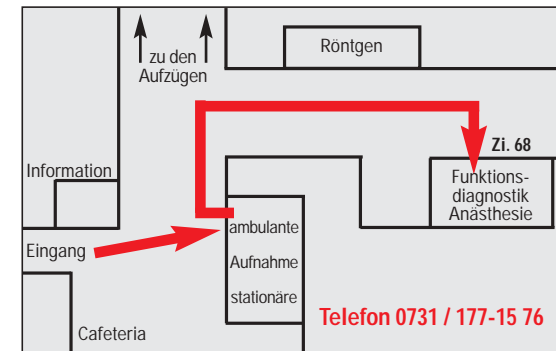 Röntgen
zu den
Aufzügen
Zi. 68
Information
Funktions-
diagnostik
Anästhesie
Eingang
ambulante
Aufnahme
stationäre
Telefon 0731 / 177-15 76
Cafeteria